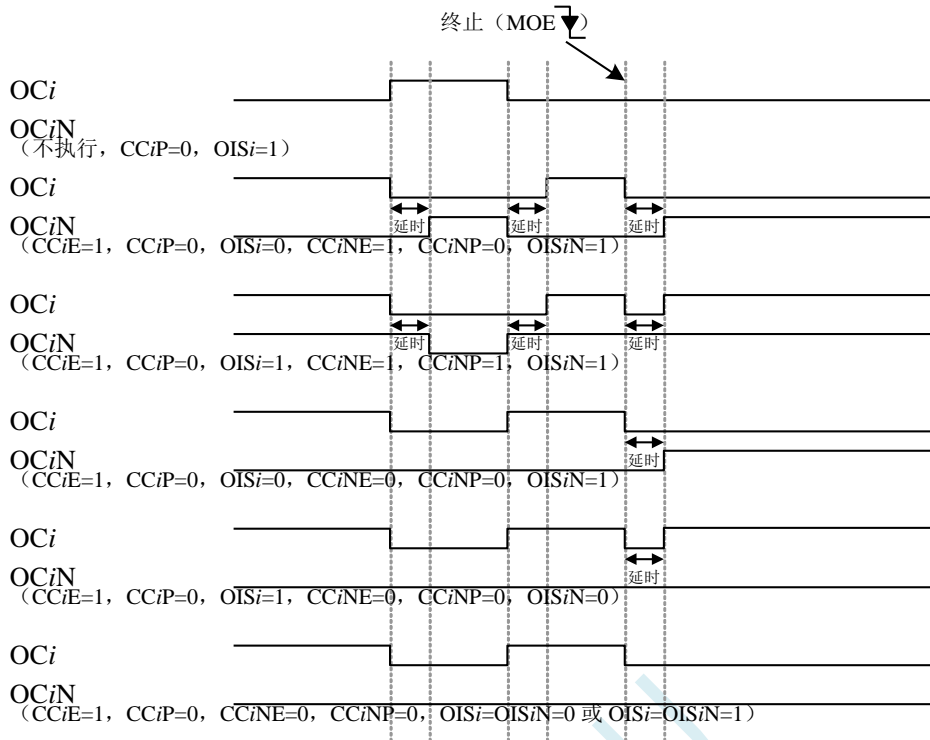 终止（MOE）
OCi
OCiN
（不执行，CCiP=0，OISi=1）
OCi
OCiN
延时 延时 延时
（CCiE=1，CCiP=0，OISi=0，CCiNE=1，CCiNP=0，OISiN=1）
OCi
OCiN
延时 延时 延时
（CCiE=1，CCiP=0，OISi=1，CCiNE=1，CCiNP=1，OISiN=1）
OCi
OCiN
延时
（CCiE=1，CCiP=0，OISi=0，CCiNE=0，CCiNP=0，OISiN=1）
OCi
OCiN
延时
（CCiE=1，CCiP=0，OISi=1，CCiNE=0，CCiNP=0，OISiN=0）
OCi
OCiN
（CCiE=1，CCiP=0，CCiNE=0，CCiNP=0，OISi=OISiN=0 或 OISi=OISiN=1）